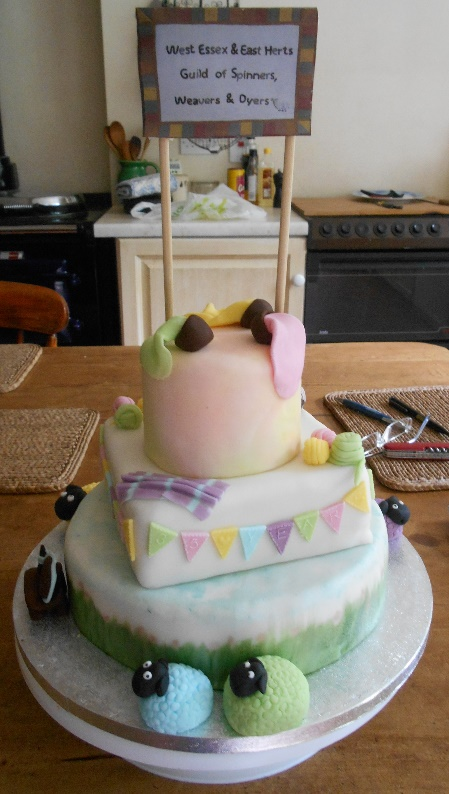 West Essex & East Herts
Guild of Spinners,
Weavers & Dyers